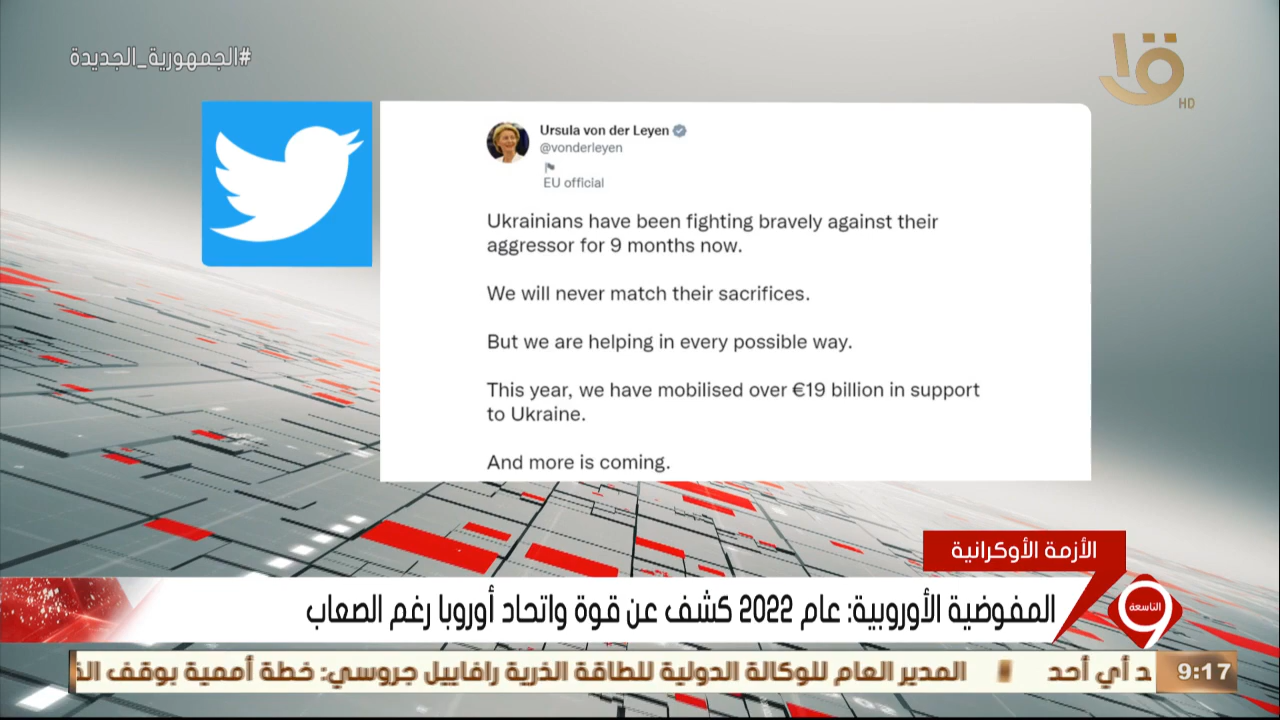 #الجمهورية_الجديدة
HD
Ursula von der Leyen
@vonderleyen
EU official
Ukrainians have been fighting bravely against their
aggressor for 9 months now.
We will never match their sacrifices.
But we are helping in every possible way.
This year, we have mobilised over €19 billion in support
to Ukraine.
And more is coming.
الأزمة الأوكرانية
المفوضية الأوروبية: عام 2022 كشف عن قوة واتحاد أوروبا رغم الصعاب
التاسعة
9
9:17
أي أحد
المدير العام للوكالة الدولية للطاقة الذرية رافاييل جروسي: خطة أممية بوقف